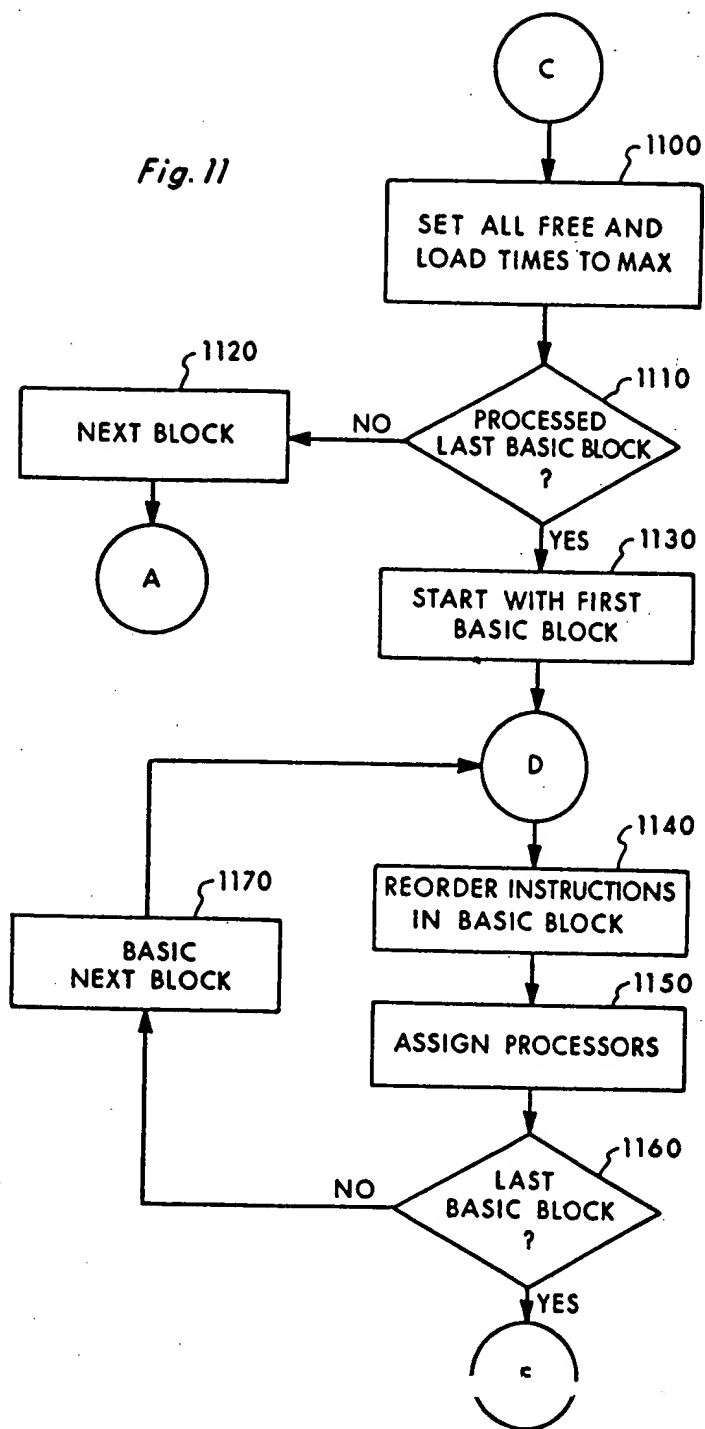 C
Fig. 11
1100
SET ALL FREE AND
LOAD TIMES TO MAX
1120
NEXT BLOCK
NO
1110
PROCESSED
LAST BASIC BLOCK
?
A
YES
1130
START WITH FIRST
BASIC BLOCK
D
1140
REORDER INSTRUCTIONS
IN BASIC BLOCK
1170
BASIC
NEXT BLOCK
1150
ASSIGN PROCESSORS
1160
NO
LAST
BASIC BLOCK
?
YES